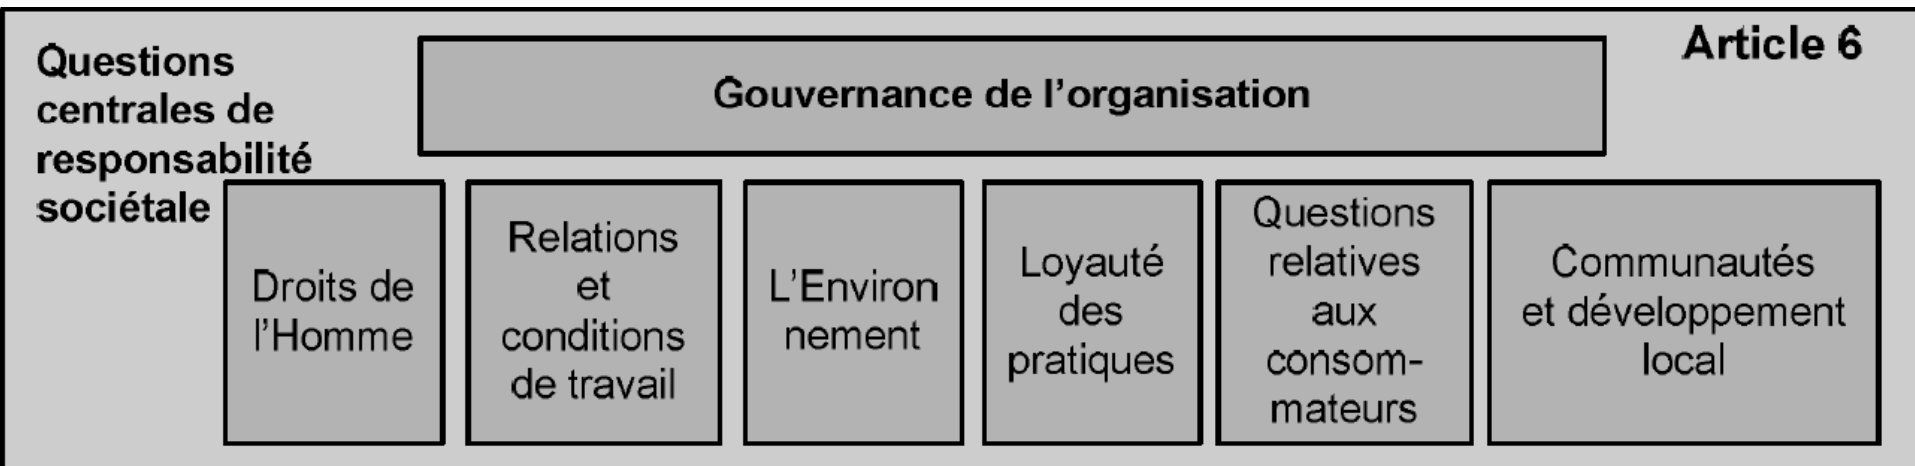 Questions
centrales de
responsabilité
sociétale
Article 6
Gouvernance de l'organisation
Droits de
l'Homme
Relations
et
conditions
de travail
L'Environ
nement
Loyauté
des
pratiques
Questions
relatives
aux
consom-
mateurs
Communautés
et développement
local